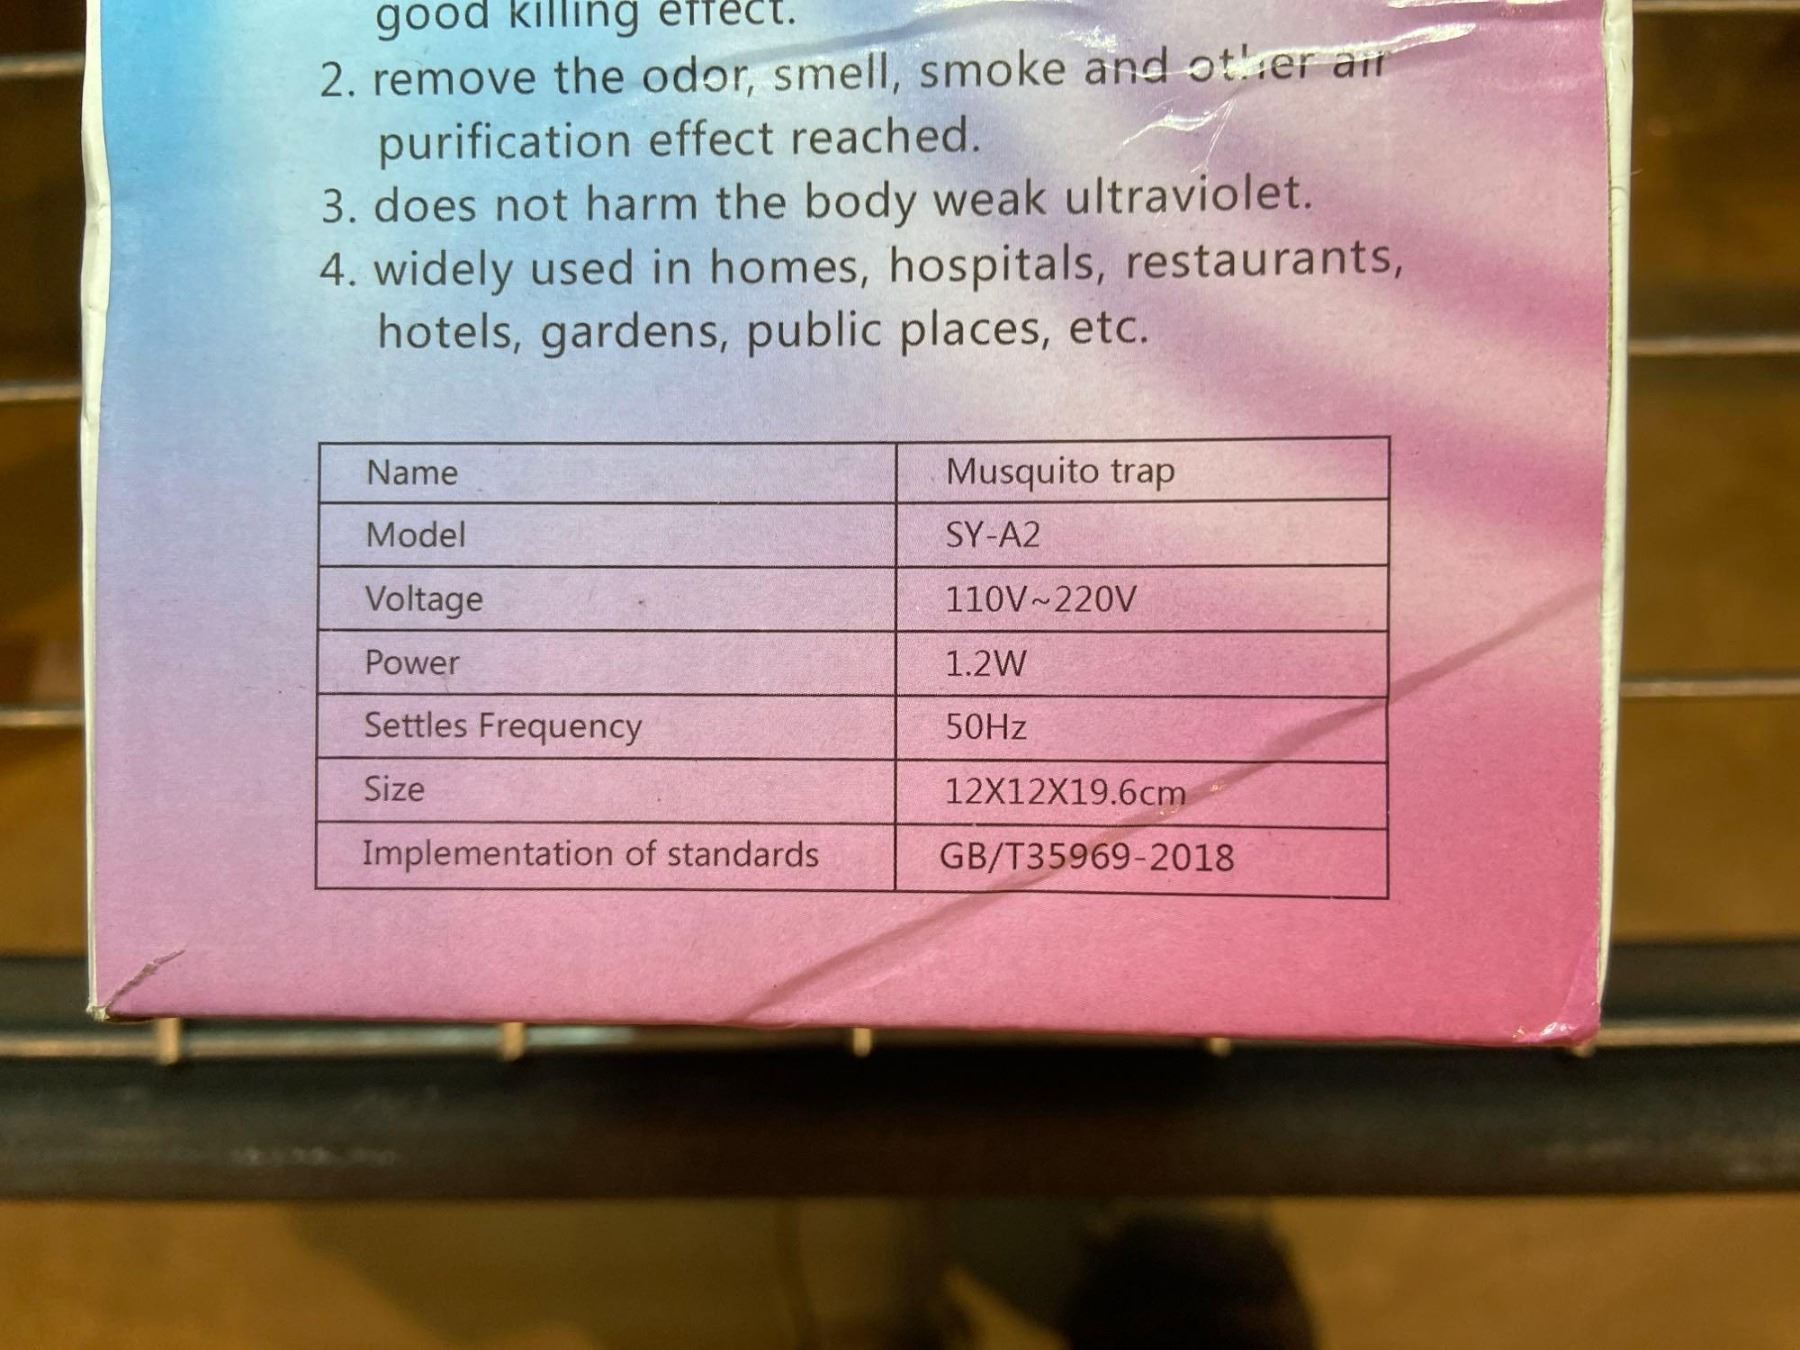 good killing effect.
2. remove the odor, smell, smoke and other air
purification effect reached.
3. does not harm the body weak ultraviolet.
4. widely used in homes, hospitals, restaurants,
hotels, gardens, public places, etc.
Name Musquito trap
Model SY-A2
Voltage 110V~220V
Power 1.2W
Settles Frequency 50Hz
Size 12X12X19.6cm
Implementation of standards GB/T35969-2018